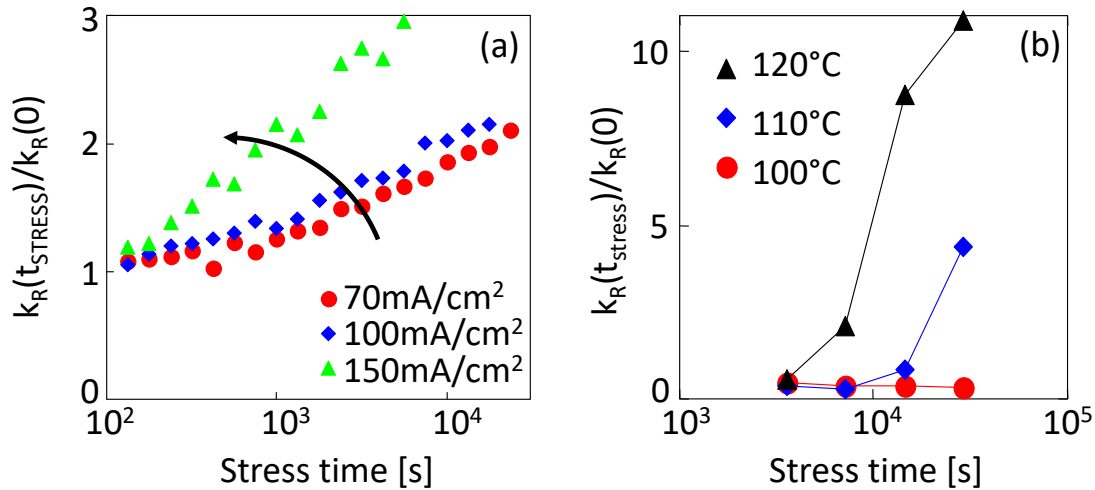 3
2
1
0
10²
10³
10⁴
k_R(t_STRESS)/k_R(0)
Stress time [s]
(a)
70mA/cm²
100mA/cm²
150mA/cm²
10
5
0
10³
10⁴
10⁵
k_R(t_stress)/k_R(0)
Stress time [s]
(b)
120°C
110°C
100°C